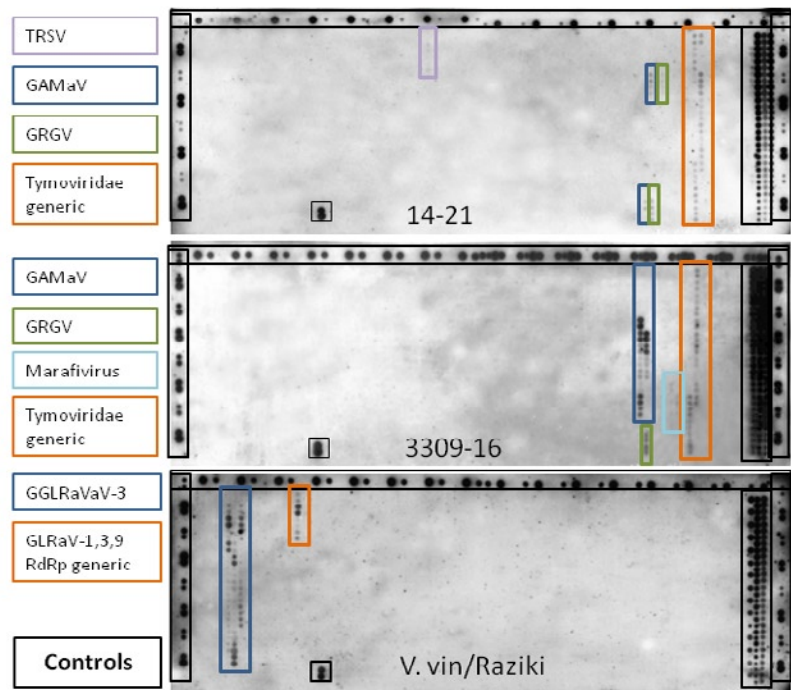 TRSV
GAMaV
GRGV
Tymoviridae
generic
14-21
GAMaV
GRGV
Marafivirus
Tymoviridae
generic
3309-16
GGLRaVaV-3
GLRaV-1,3,9
RdRp generic
Controls
V. vin/Raziki